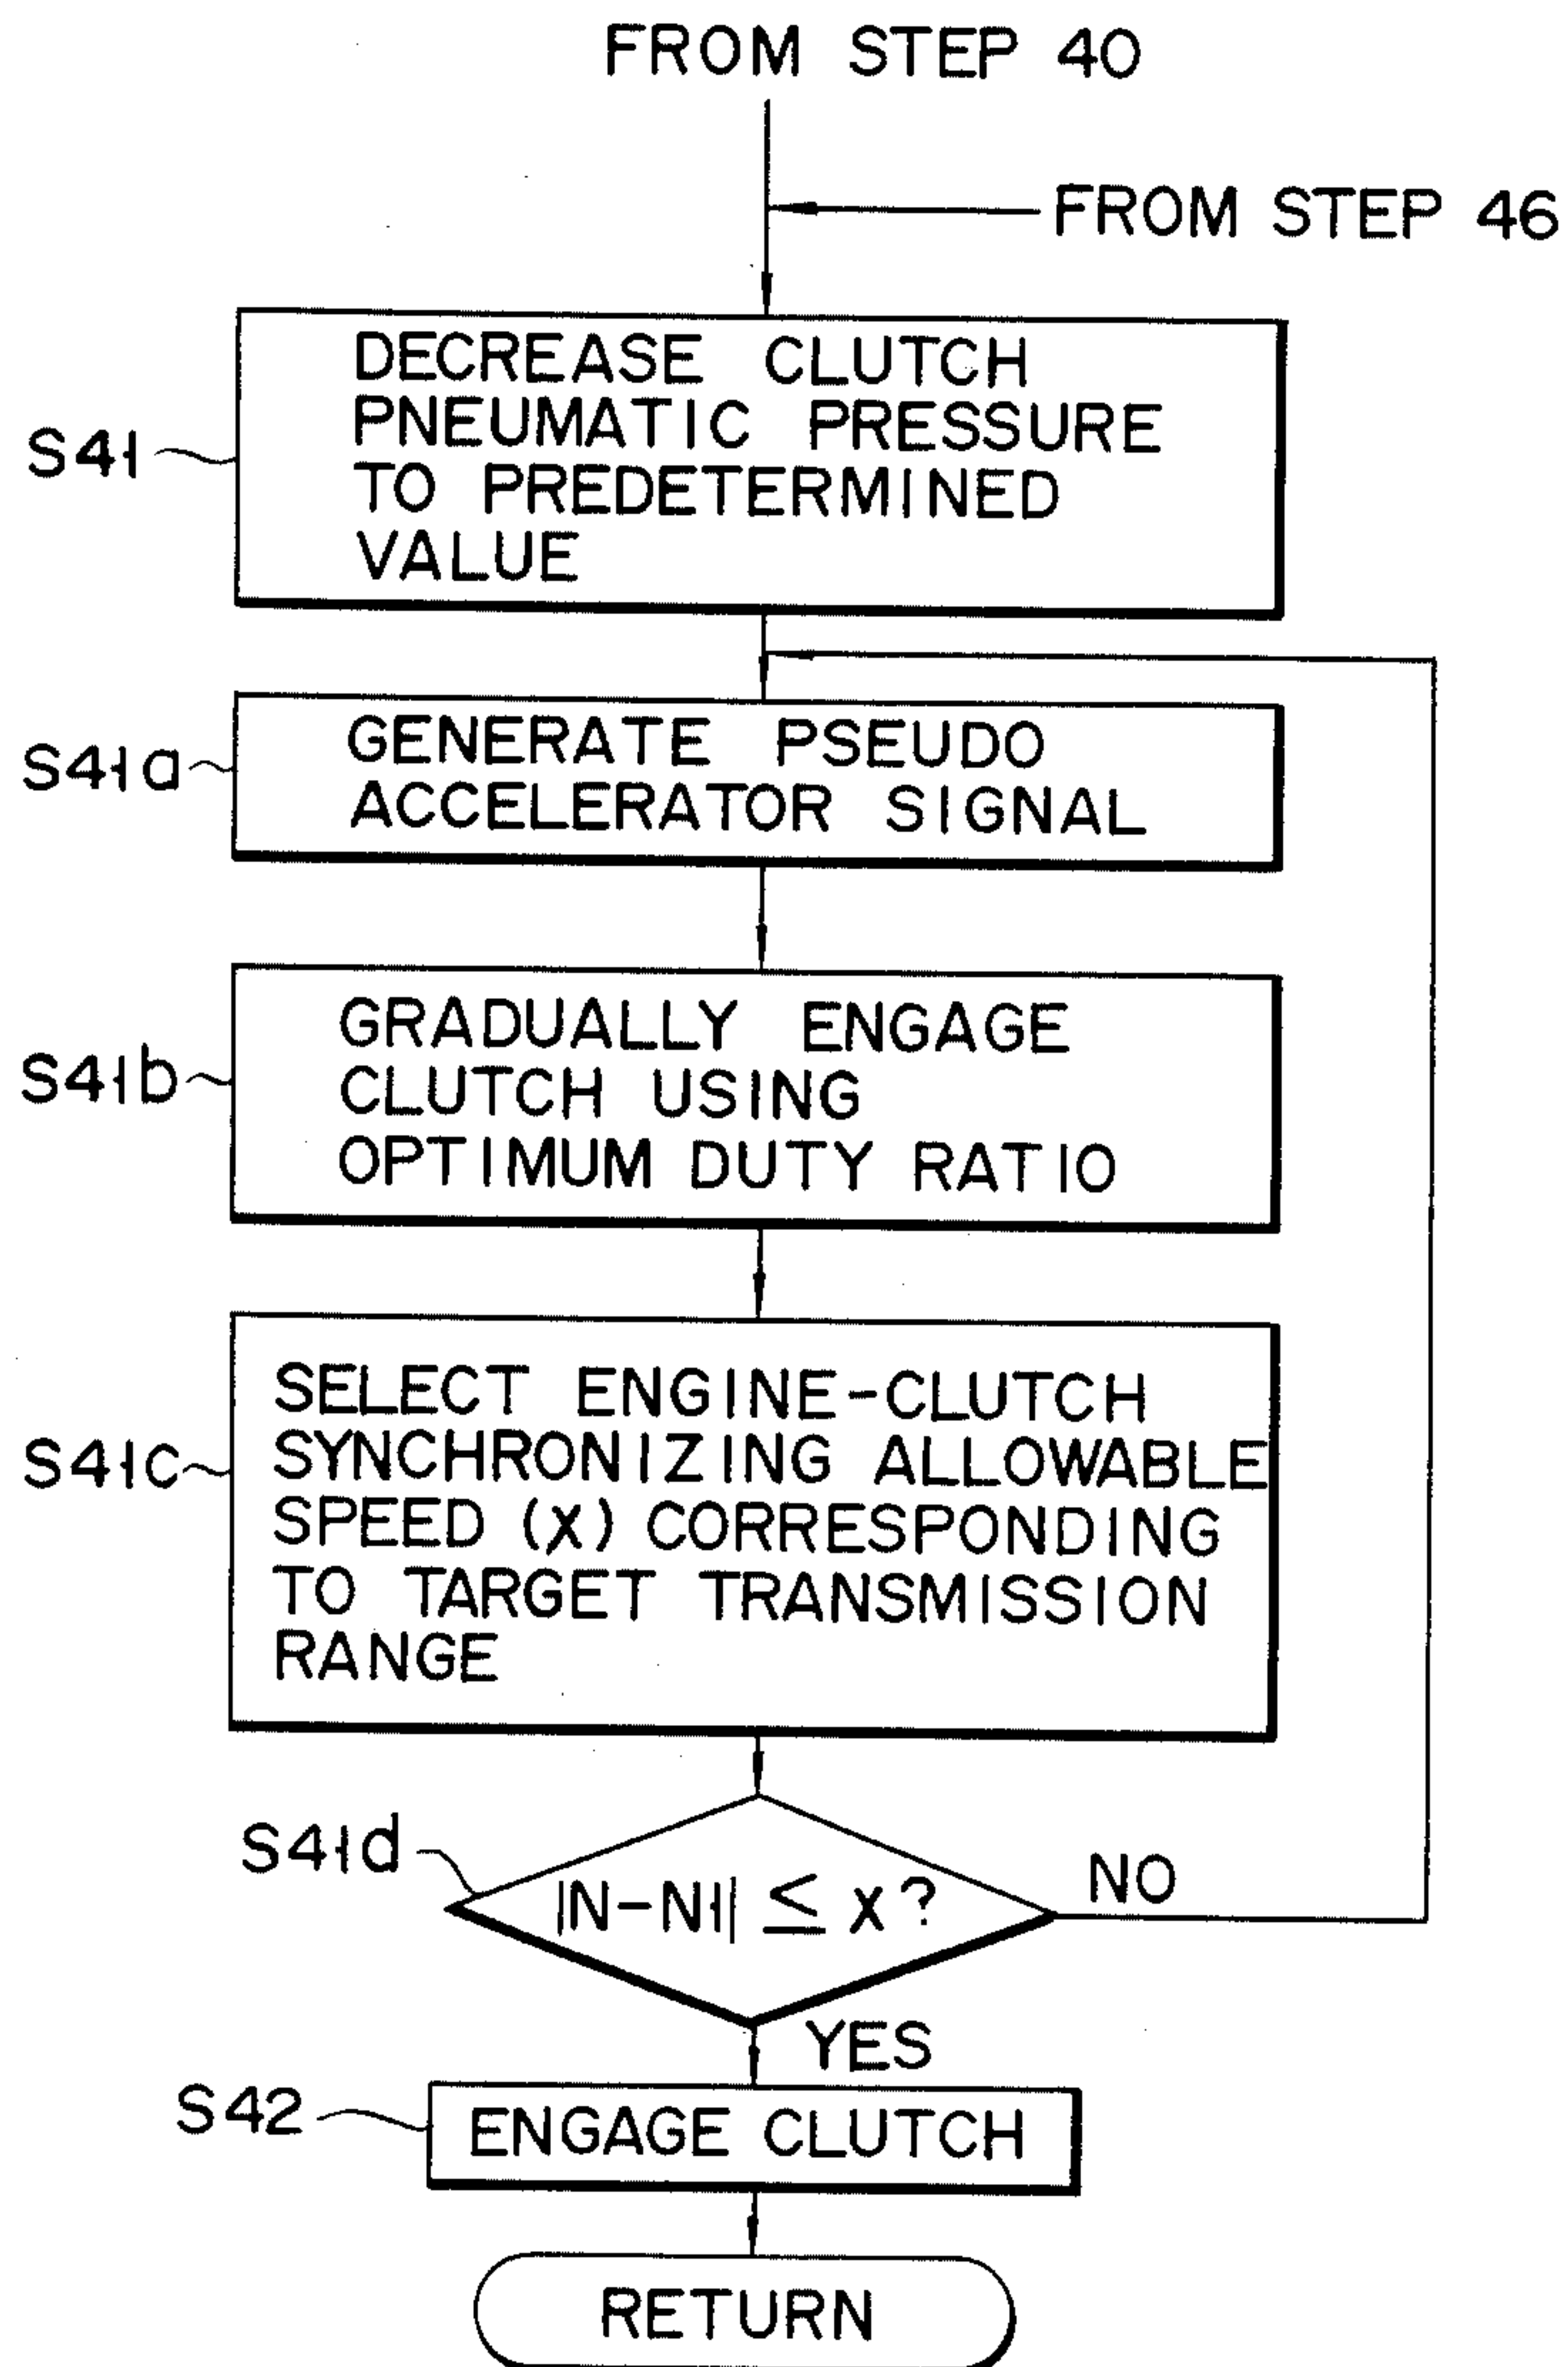 FROM STEP 40
FROM STEP 46
S41
DECREASE CLUTCH
PNEUMATIC PRESSURE
TO PREDETERMINED
VALUE
S41a
GENERATE PSEUDO
ACCELERATOR SIGNAL
S41b
GRADUALLY ENGAGE
CLUTCH USING
OPTIMUM DUTY RATIO
S41c
SELECT ENGINE-CLUTCH
SYNCHRONIZING ALLOWABLE
SPEED (X) CORRESPONDING
TO TARGET TRANSMISSION
RANGE
S41d
|N-N1| ≤ X?
NO
YES
S42
ENGAGE CLUTCH
RETURN